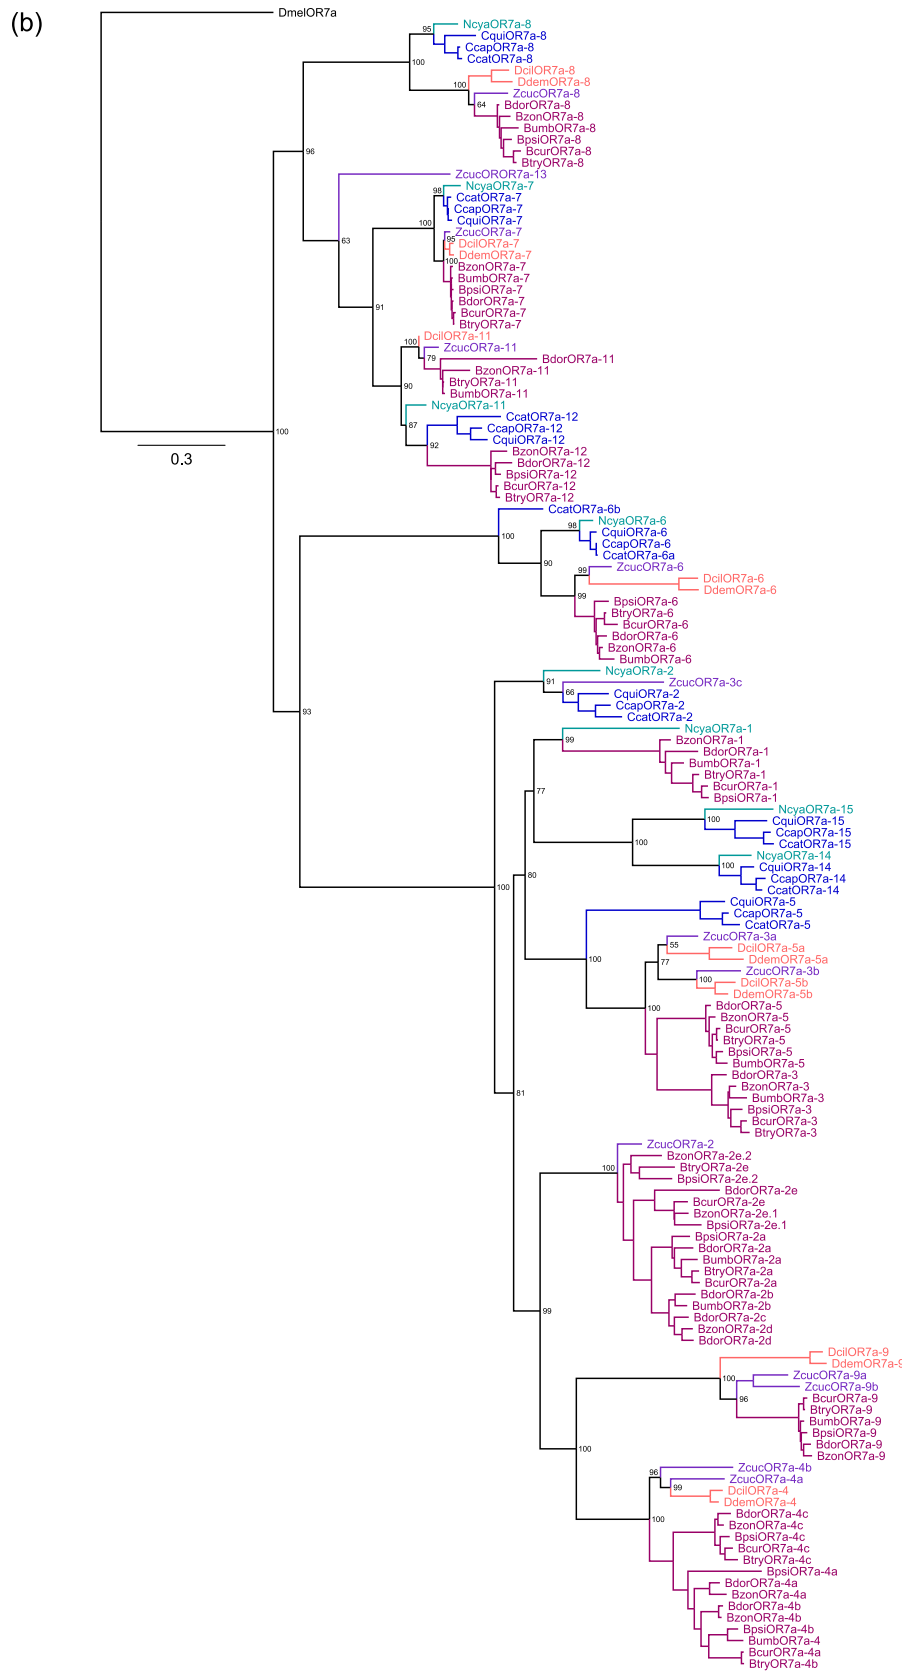 (b)
DmelOR7a
NcyaOR7a-8
95
CquiOR7a-8
CcapOR7a-8
CcatOR7a-8
100
DcilOR7a-8
DdemOR7a-8
100
ZcucOR7a-8
64
BdorOR7a-8
BzonOR7a-8
BumbOR7a-8
BpsiOR7a-8
BcurOR7a-8
BtryOR7a-8
96
ZcucOROR7a-13
NcyaOR7a-7
98
CcatOR7a-7
CcapOR7a-7
CquiOR7a-7
100
ZcucOR7a-7
95
63
DcilOR7a-7
DdemOR7a-7
100
BzonOR7a-7
BumbOR7a-7
BpsiOR7a-7
BdorOR7a-7
91
BcurOR7a-7
BtryOR7a-7
DcilOR7a-11
100
ZcucOR7a-11
79
BdorOR7a-11
BzonOR7a-11
BtryOR7a-11
90
BumbOR7a-11
NcyaOR7a-11
CcatOR7a-12
87
CcapOR7a-12
100
CquiOR7a-12
92
BzonOR7a-12
0.3
BdorOR7a-12
BpsiOR7a-12
BcurOR7a-12
BtryOR7a-12
CcatOR7a-6b
NcyaOR7a-6
98
CquiOR7a-6
100
CcapOR7a-6
CcatOR7a-6a
90
ZcucOR7a-6
99
DcilOR7a-6
DdemOR7a-6
99
BpsiOR7a-6
BtryOR7a-6
BcurOR7a-6
BdorOR7a-6
BzonOR7a-6
BumbOR7a-6
NcyaOR7a-2
91
ZcucOR7a-3c
66
CquiOR7a-2
CcapOR7a-2
93
CcatOR7a-2
NcyaOR7a-1
99
BzonOR7a-1
BdorOR7a-1
BumbOR7a-1
BtryOR7a-1
BcurOR7a-1
77
BpsiOR7a-1
NcyaOR7a-15
100
CquiOR7a-15
CcapOR7a-15
100
CcatOR7a-15
NcyaOR7a-14
100
CquiOR7a-14
80
CcapOR7a-14
100
CcatOR7a-14
CquiOR7a-5
CcapOR7a-5
CcatOR7a-5
ZcucOR7a-3a
55
DcilOR7a-5a
100
DdemOR7a-5a
77
ZcucOR7a-3b
100
DcilOR7a-5b
DdemOR7a-5b
100
BdorOR7a-5
BzonOR7a-5
BcurOR7a-5
BtryOR7a-5
BpsiOR7a-5
BumbOR7a-5
BdorOR7a-3
81
BzonOR7a-3
BumbOR7a-3
BpsiOR7a-3
BcurOR7a-3
BtryOR7a-3
ZcucOR7a-2
BzonOR7a-2e.2
100
BtryOR7a-2e
BpsiOR7a-2e.2
BdorOR7a-2e
BcurOR7a-2e
BzonOR7a-2e.1
BpsiOR7a-2e.1
BpsiOR7a-2a
BdorOR7a-2a
BumbOR7a-2a
BtryOR7a-2a
BcurOR7a-2a
BdorOR7a-2b
BumbOR7a-2b
99
BdorOR7a-2c
BzonOR7a-2d
BdorOR7a-2d
DcilOR7a-9
DdemOR7a-9
100
ZcucOR7a-9a
ZcucOR7a-9b
96
BcurOR7a-9
BtryOR7a-9
BumbOR7a-9
BpsiOR7a-9
BdorOR7a-9
100
BzonOR7a-9
ZcucOR7a-4b
96
ZcucOR7a-4a
99
DcilOR7a-4
DdemOR7a-4
BdorOR7a-4c
100
BzonOR7a-4c
BpsiOR7a-4c
BcurOR7a-4c
BtryOR7a-4c
BpsiOR7a-4a
BdorOR7a-4a
BzonOR7a-4a
BdorOR7a-4b
BzonOR7a-4b
BpsiOR7a-4b
BumbOR7a-4
BcurOR7a-4a
BtryOR7a-4b